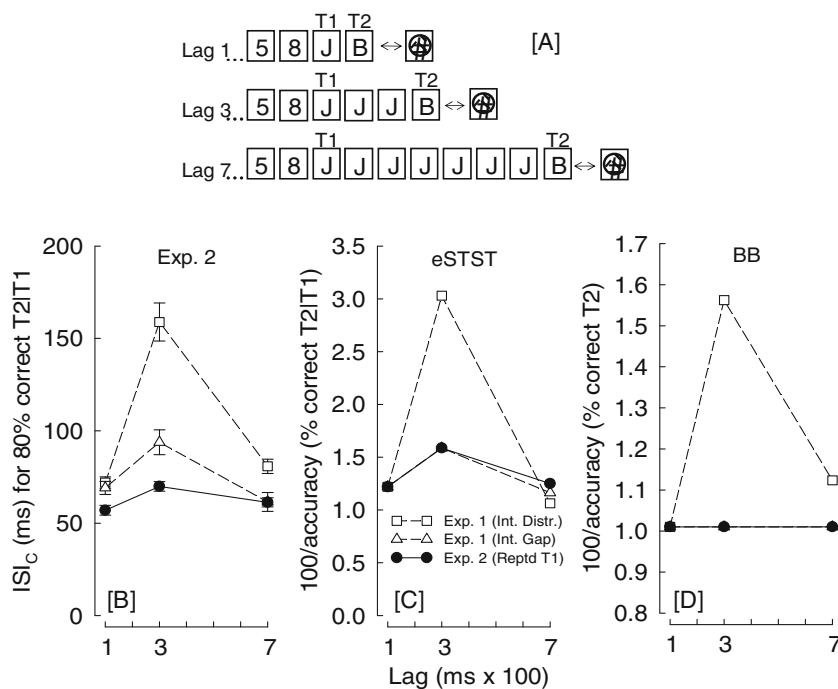 T1 T2
Lag 1... 5 8 J B [A]
T1 T2
Lag 3... 5 8 J J J B
T1 T2
Lag 7... 5 8 J J J J J J J B
Exp. 2
ISI_C (ms) for 80% correct T2|T1
200
150
100
50
0
[B]
1 3 7
eSTST
100/accuracy (% correct T2|T1)
3.5
3.0
2.5
2.0
1.5
1.0
0.5
0.0
Exp. 1 (Int. Distr.)
Exp. 1 (Int. Gap)
Exp. 2 (Reptd T1)
[C]
1 3 7
BB
100/accuracy (% correct T2)
1.7
1.6
1.5
1.4
1.3
1.2
1.1
1.0
0.9
0.8
[D]
1 3 7
Lag (ms x 100)